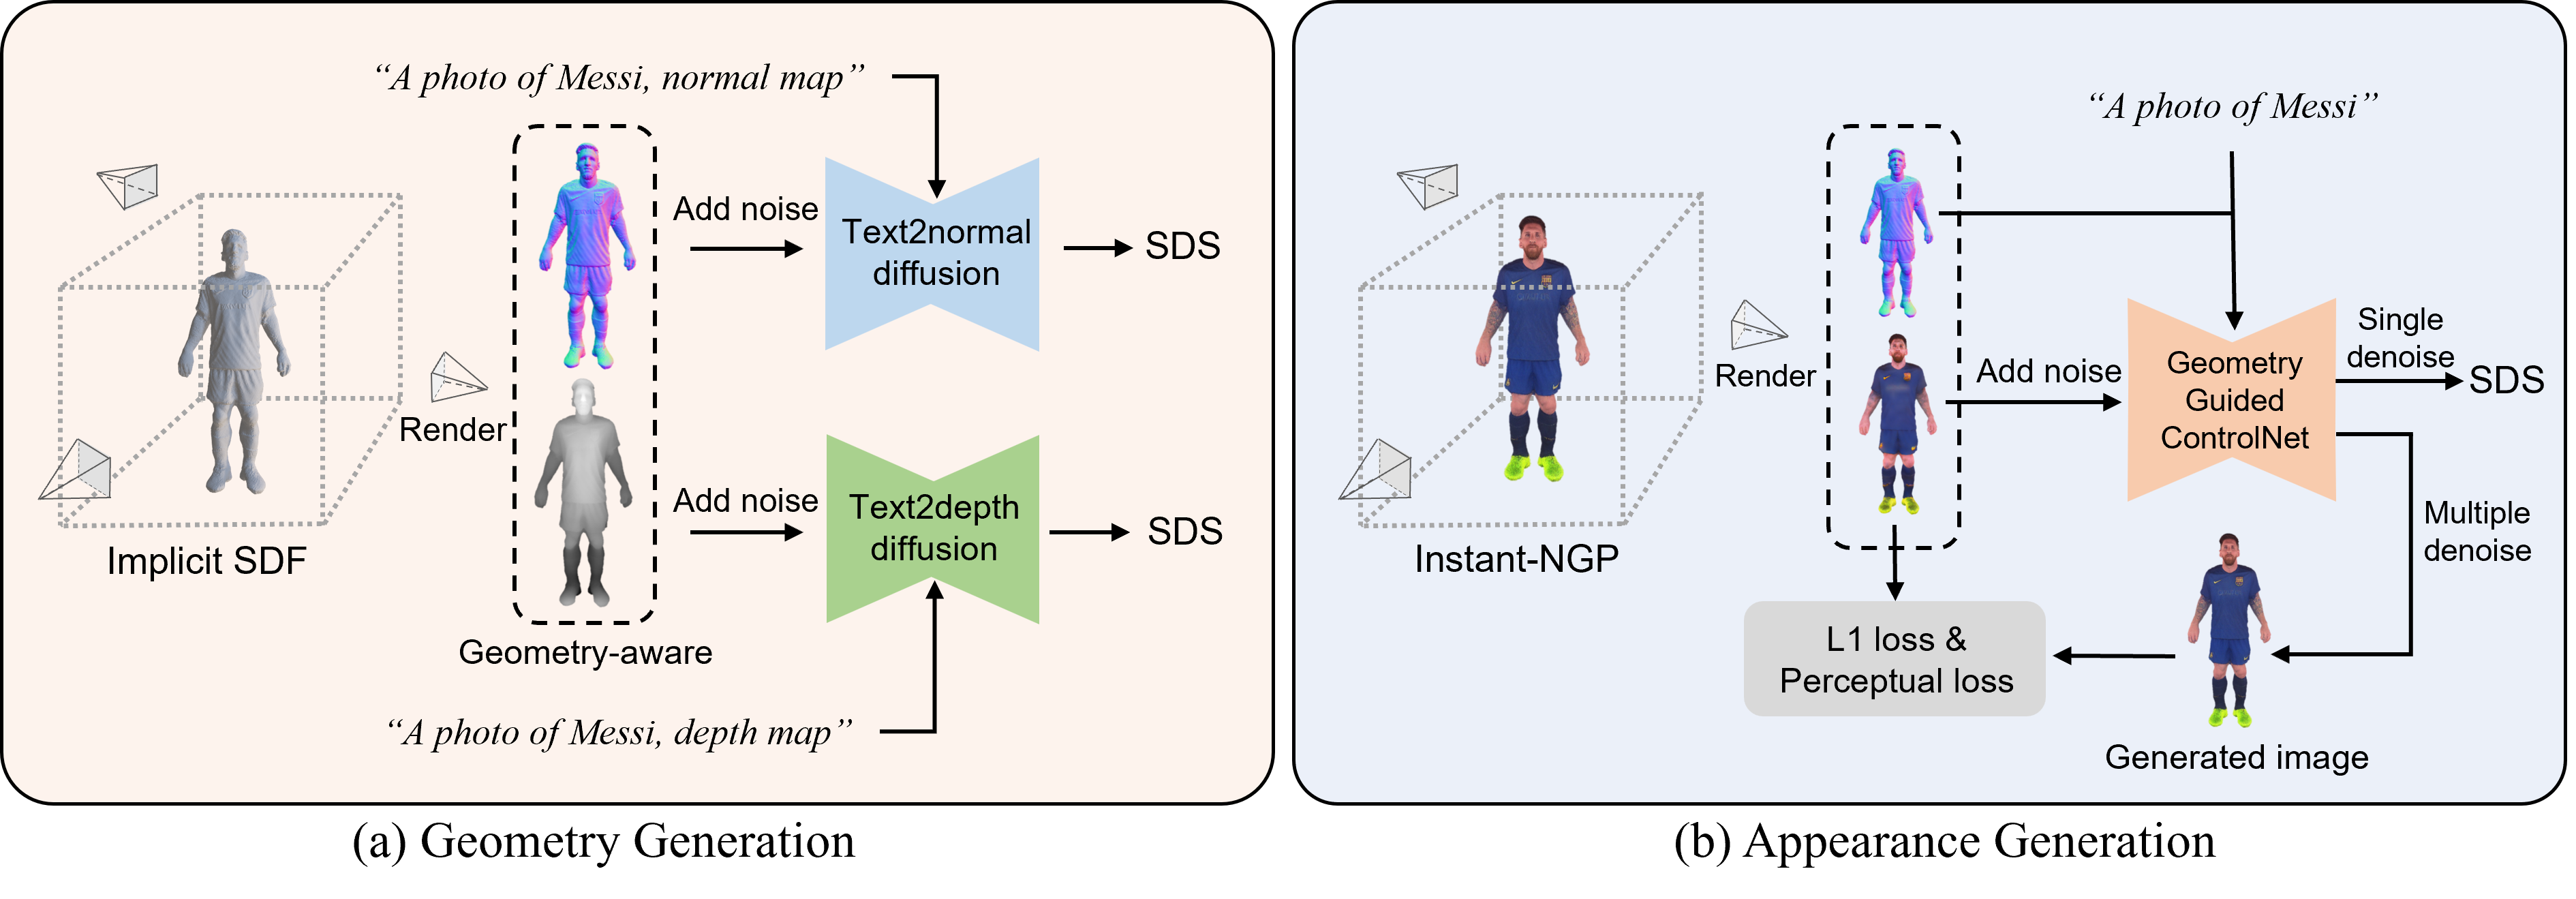 “A photo of Messi, normal map”
Add noise
Text2normal
diffusion
SDS
Render
Implicit SDF
Add noise
Text2depth
diffusion
SDS
Geometry-aware
“A photo of Messi, depth map”
(a) Geometry Generation
“A photo of Messi”
Render
Instant-NGP
Add noise
Geometry
Guided
ControlNet
Single
denoise
SDS
Multiple
denoise
L1 loss &
Perceptual loss
Generated image
(b) Appearance Generation